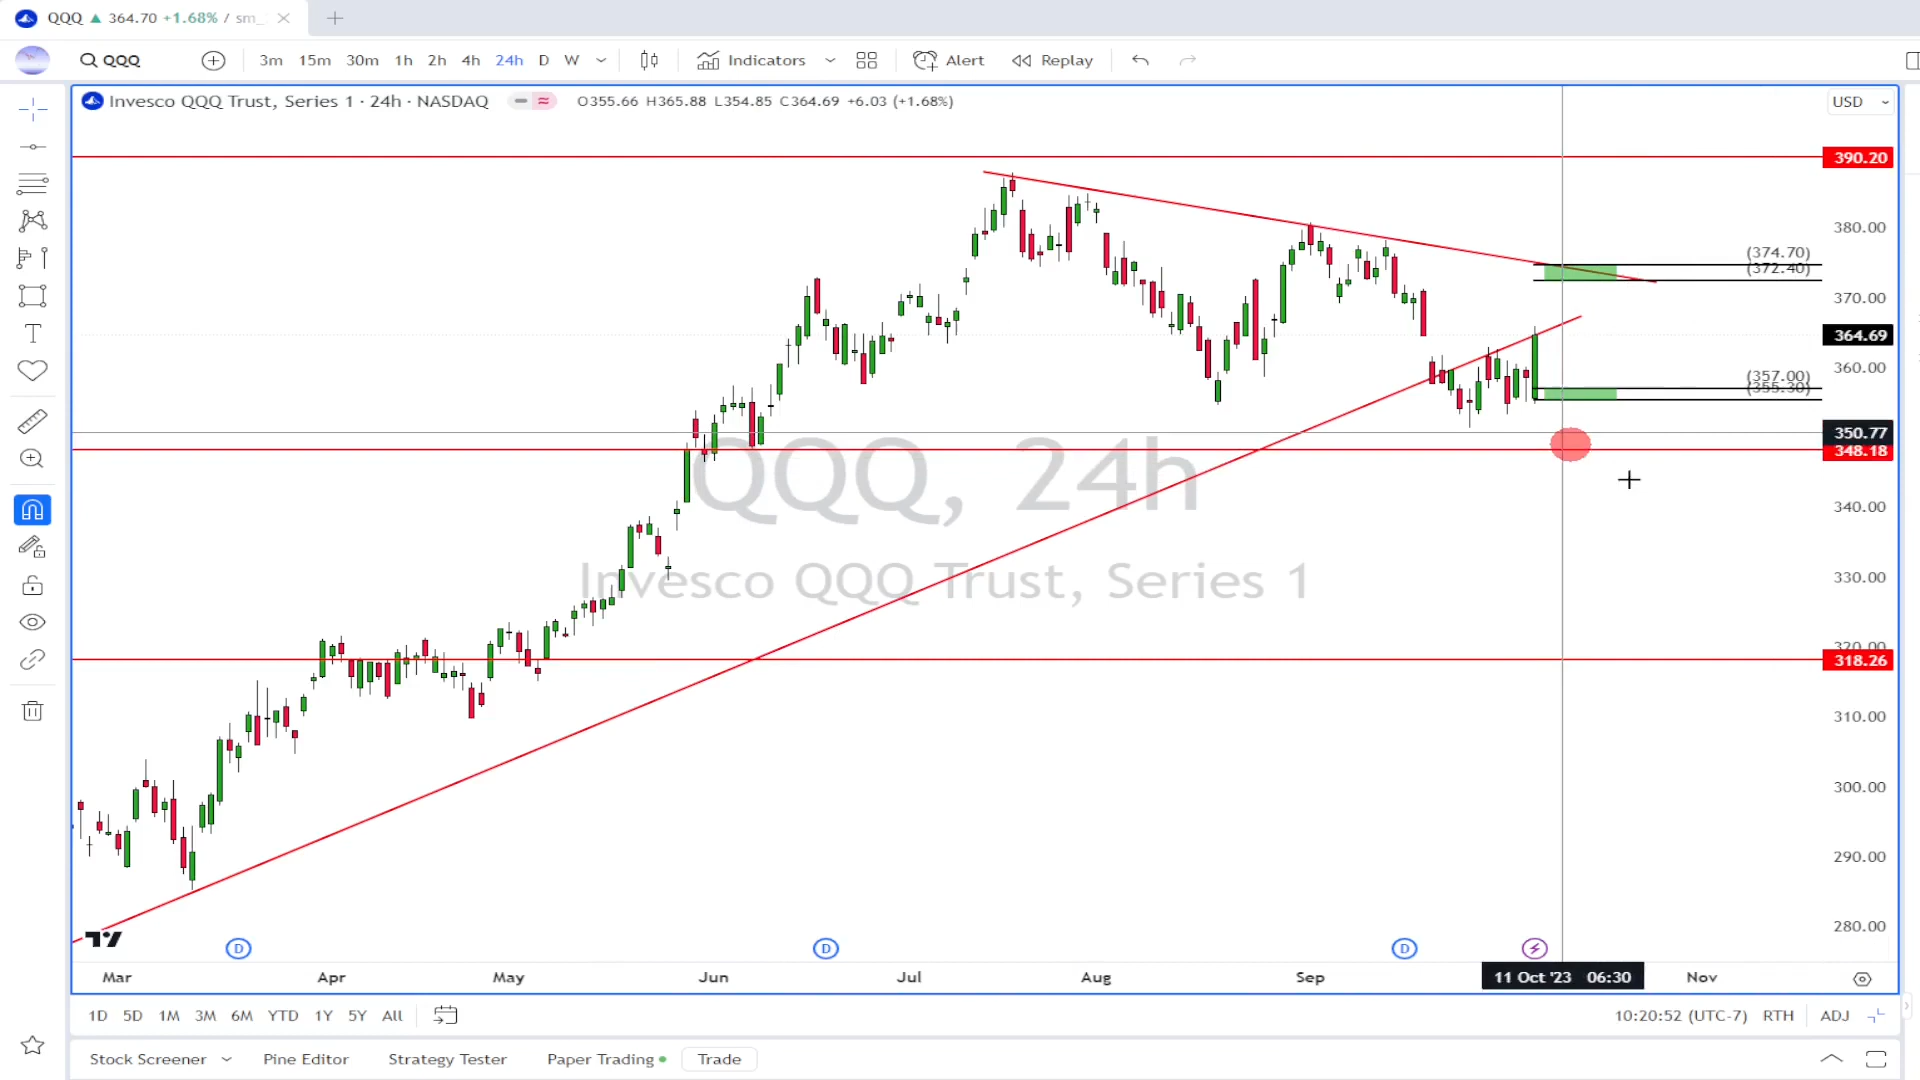 QQQ ▲ 364.70 +1.68% / sm_
QQQ 3m 15m 30m 1h 2h 4h 24h D W Indicators Alert Replay
Invesco QQQ Trust, Series 1 · 24h · NASDAQ O355.66 H365.88 L354.85 C364.69 +6.03 (+1.68%)
USD
390.20
380.00
(374.70)
(372.40)
370.00
364.69
360.00
(357.00)
(355.30)
350.77
348.18
QQQ, 24h
340.00
Invesco QQQ Trust, Series 1
330.00
320.00
318.26
310.00
300.00
290.00
280.00
D D D
Mar Apr May Jun Jul Aug Sep 11 Oct '23 06:30 Nov
1D 5D 1M 3M 6M YTD 1Y 5Y All 10:20:52 (UTC-7) RTH ADJ
Stock Screener Pine Editor Strategy Tester Paper Trading Trade